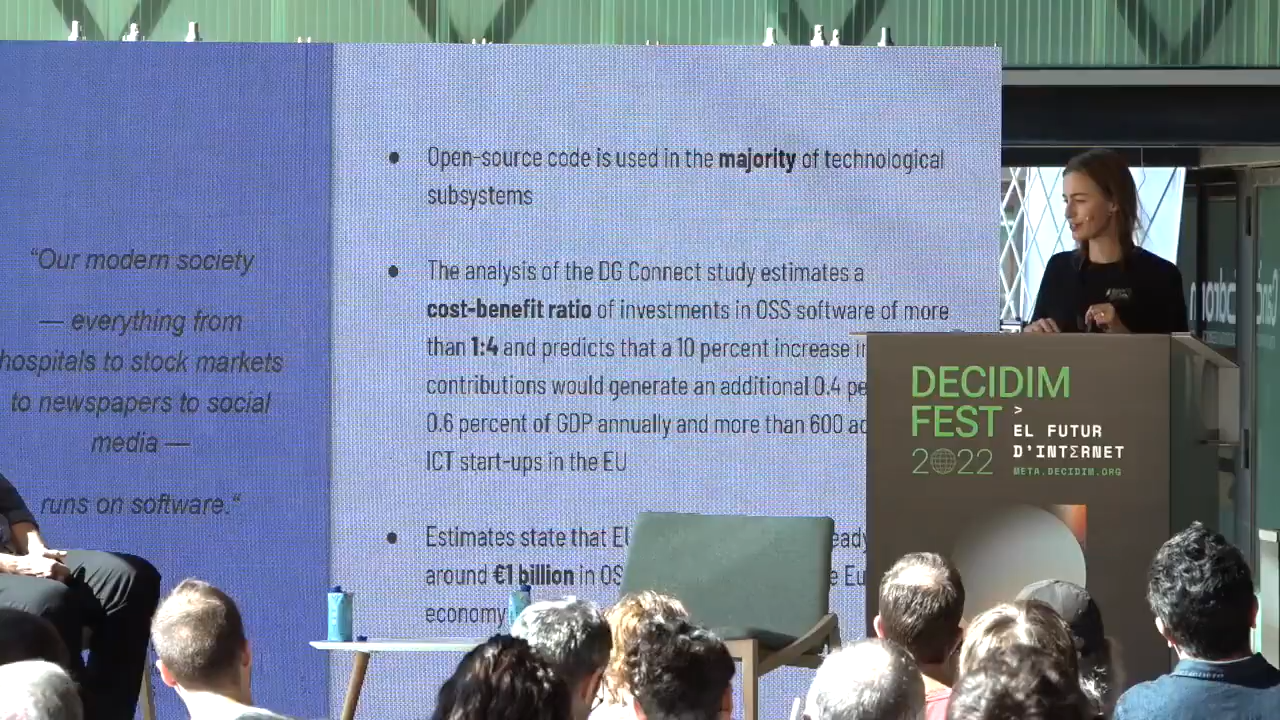 “Our modern society
— everything from
hospitals to stock markets
to newspapers to social
media —
runs on software.“
● Open-source code is used in the majority of technological
subsystems
● The analysis of the DG Connect study estimates a
cost-benefit ratio of investments in OSS software of more
than 1:4 and predicts that a 10 percent increase
contributions would generate an additional 0.4
0.6 percent of GDP annually and more than 600
ICT start-ups in the EU
● Estimates state that
around €1 billion in
economy
DECIDIM
FEST
2022
>
EL FUTUR
D’INTΣRNET
META.DECIDIM.ORG